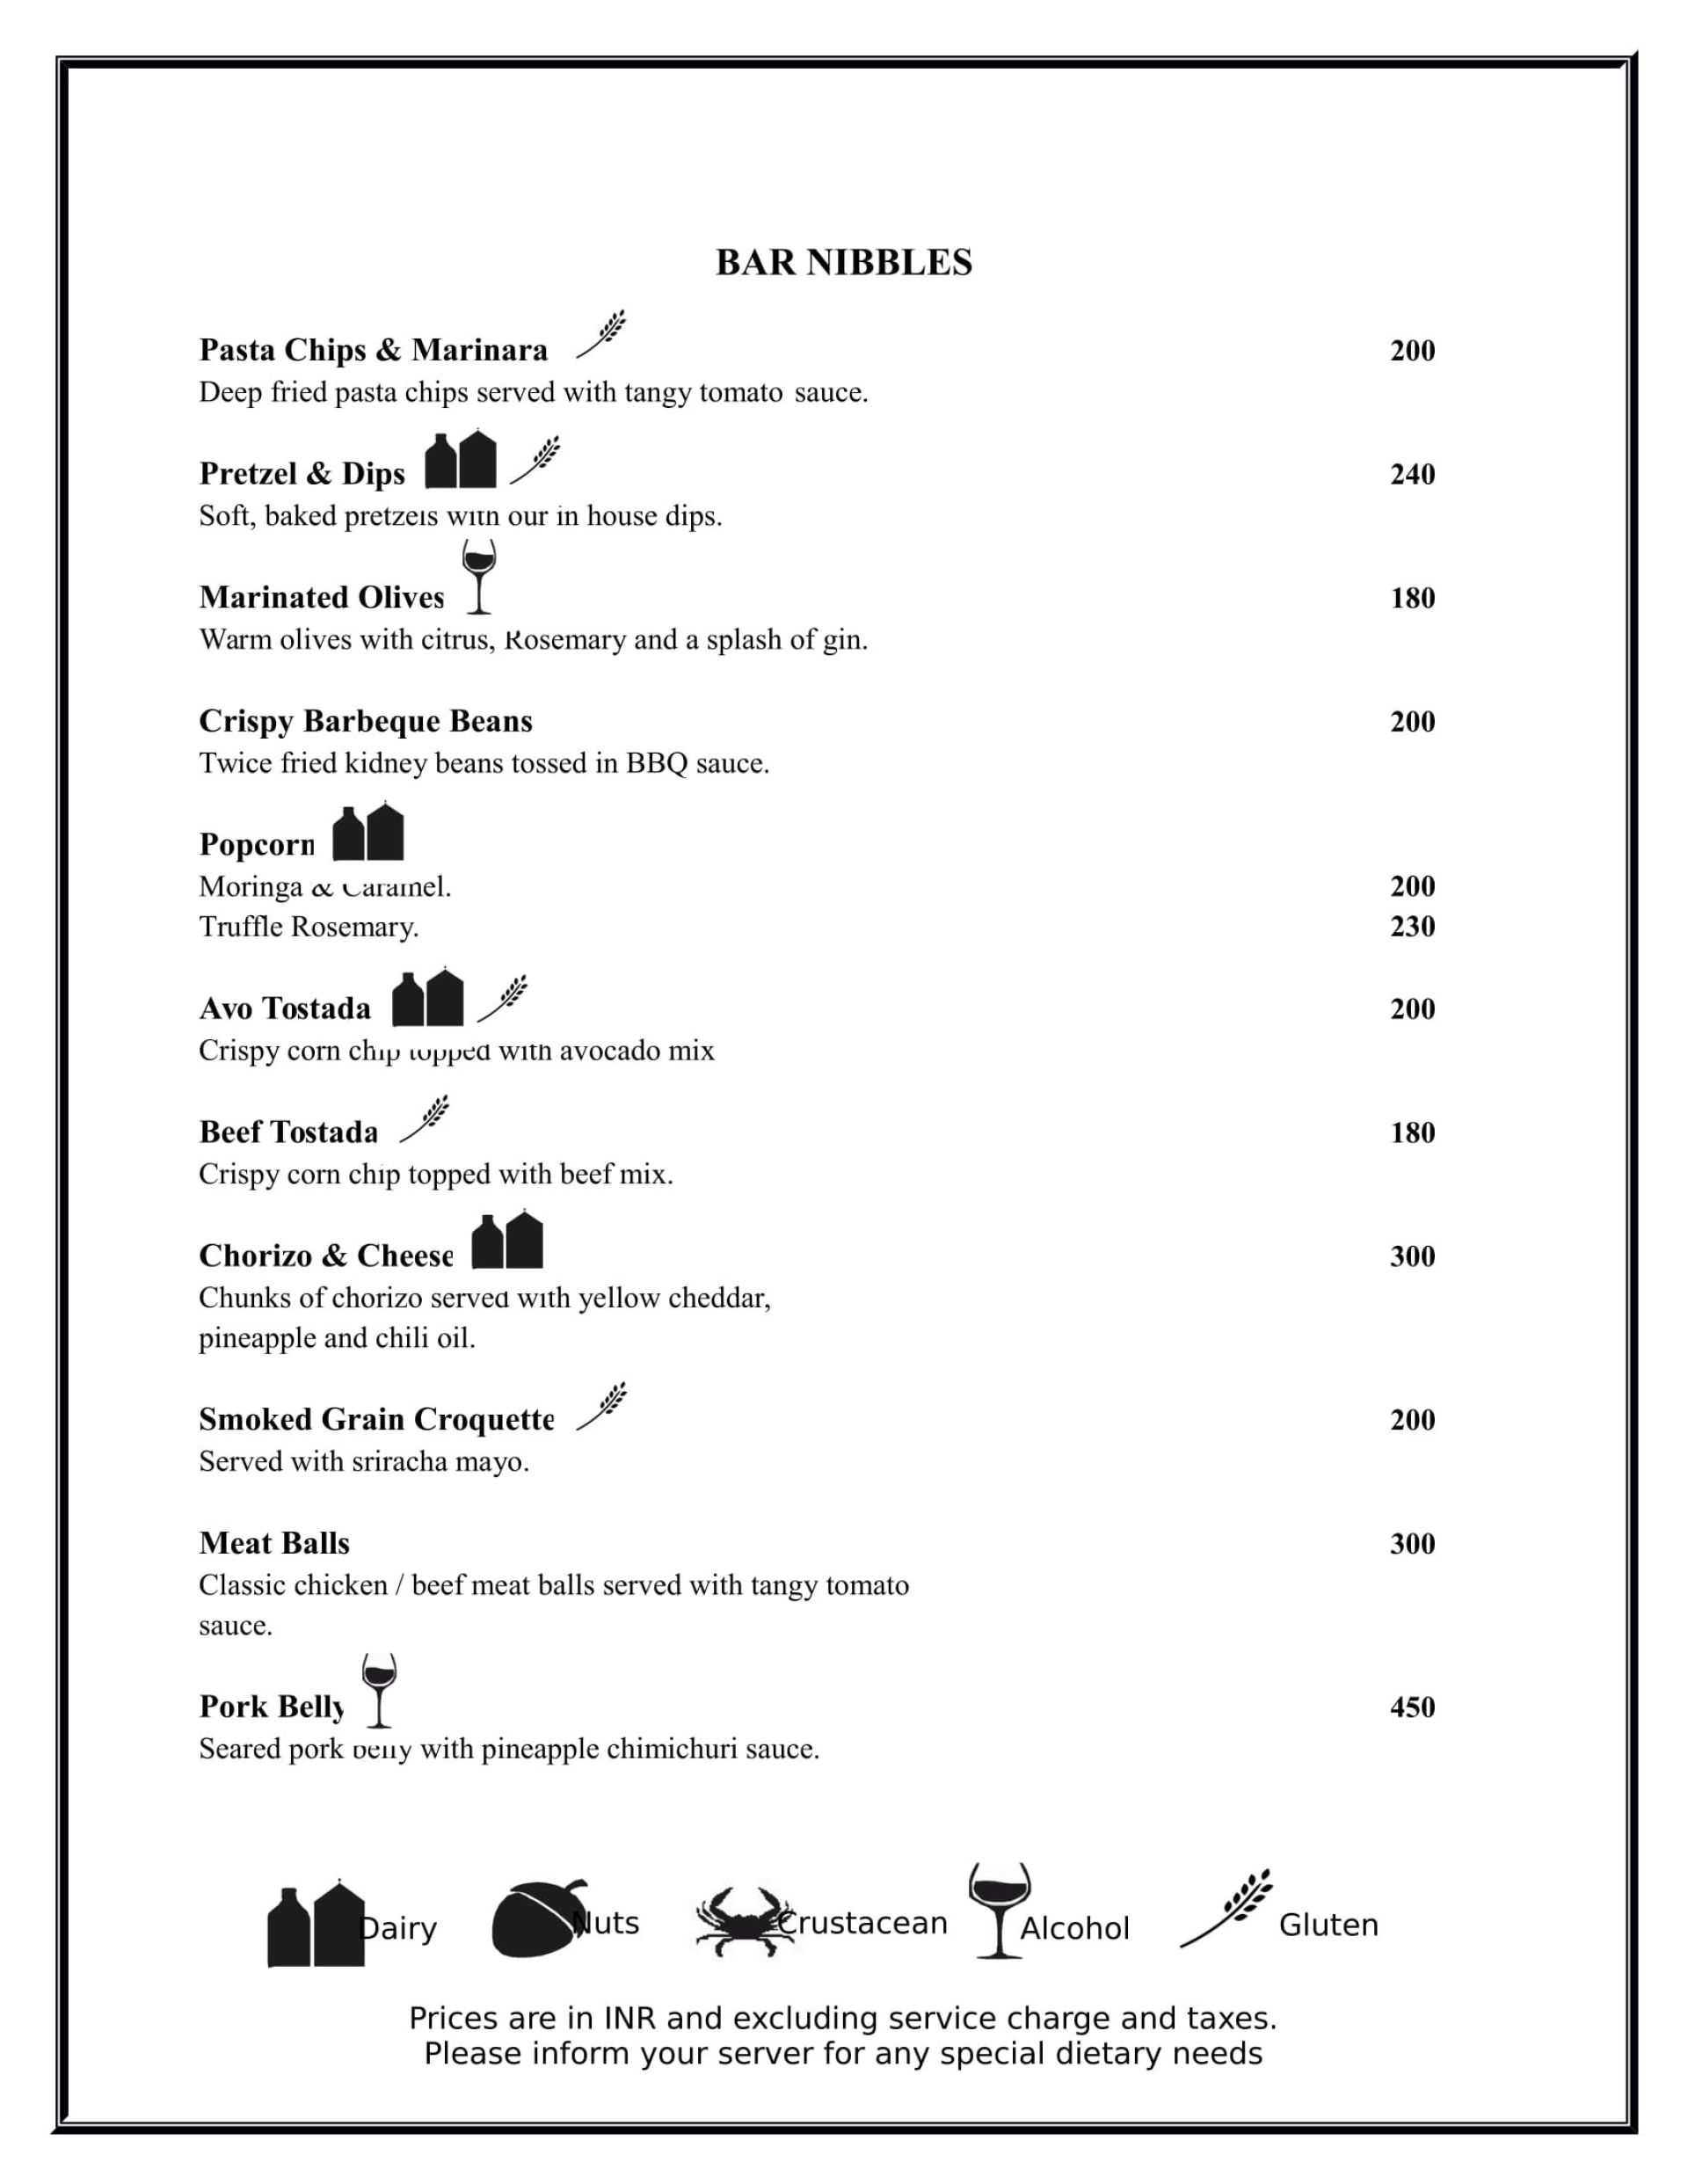 BAR NIBBLES
Pasta Chips & Marinara 200
Deep fried pasta chips served with tangy tomato sauce.
Pretzel & Dips 240
Soft, baked pretzels with our in house dips.
Marinated Olives 180
Warm olives with citrus, Rosemary and a splash of gin.
Crispy Barbeque Beans 200
Twice fried kidney beans tossed in BBQ sauce.
Popcorn
Moringa & Caramel. 200
Truffle Rosemary. 230
Avo Tostada 200
Crispy corn chip topped with avocado mix
Beef Tostada 180
Crispy corn chip topped with beef mix.
Chorizo & Cheese 300
Chunks of chorizo served with yellow cheddar,
pineapple and chili oil.
Smoked Grain Croquette 200
Served with sriracha mayo.
Meat Balls 300
Classic chicken / beef meat balls served with tangy tomato
sauce.
Pork Belly 450
Seared pork belly with pineapple chimichuri sauce.
Dairy Nuts Crustacean Alcohol Gluten
Prices are in INR and excluding service charge and taxes.
Please inform your server for any special dietary needs